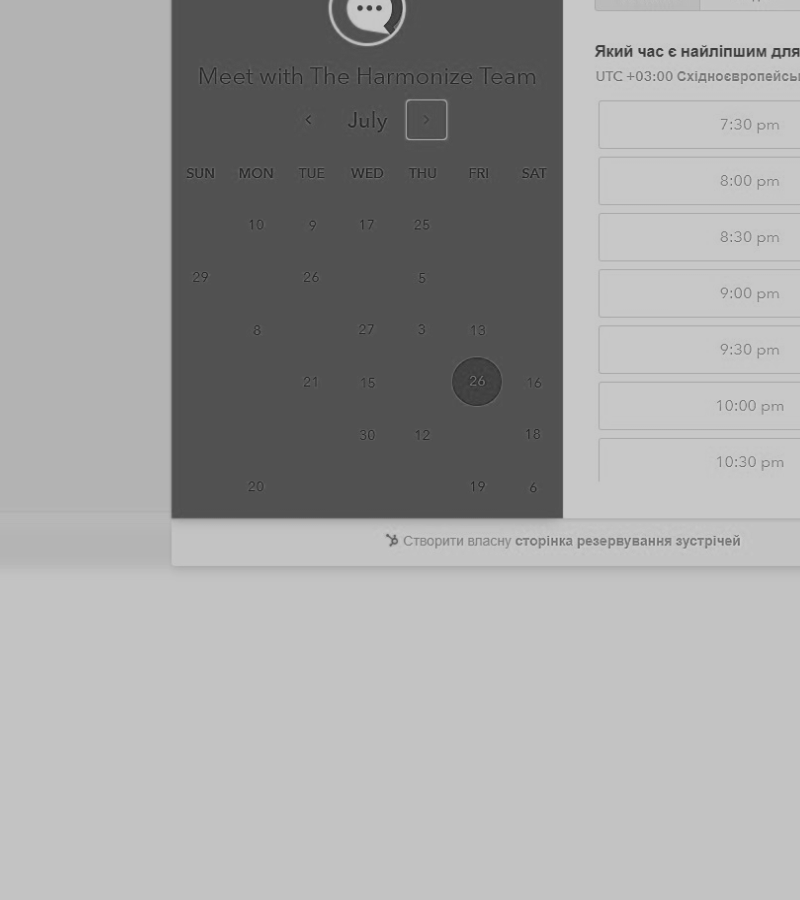 Meet with The Harmonize Team
July
SUN MON TUE WED THU FRI SAT
10 9 17 25
29 26 5
8 27 3 13
21 15 26 16
30 12 18
20 19 6
Який час є найліпшим для
UTC +03:00
7:30 pm
8:00 pm
8:30 pm
9:00 pm
9:30 pm
10:00 pm
10:30 pm
Створити власну сторінка резервування зустрічей